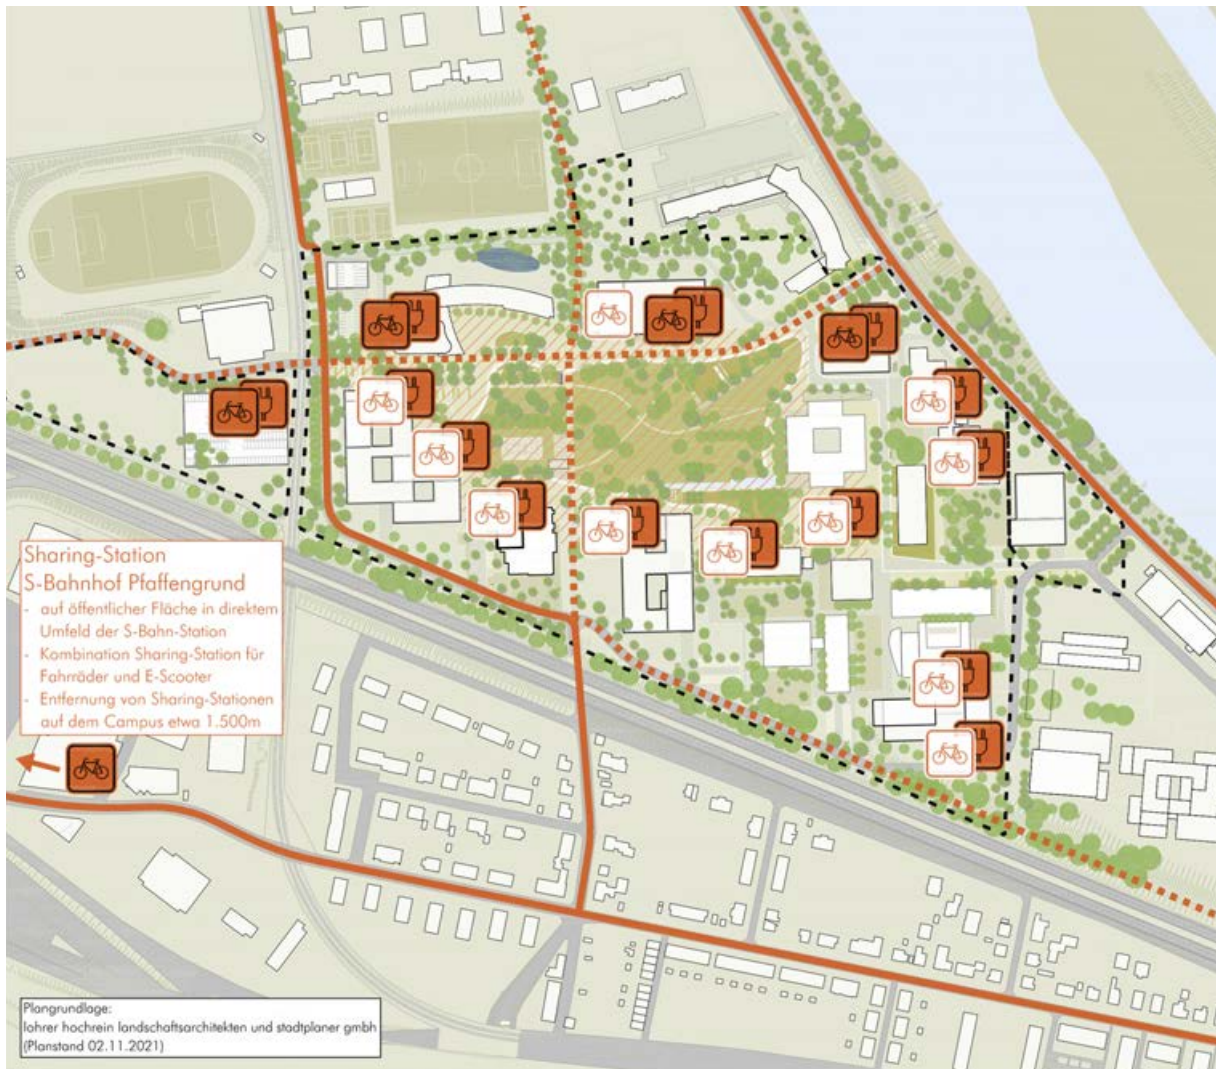 Sharing-Station
S-Bahnhof Pfaffengrund
- auf öffentlicher Fläche in direktem
Umfeld der S-Bahn-Station
- Kombination Sharing-Station für
Fahrräder und E-Scooter
- Entfernung von Sharing-Stationen
auf dem Campus etwa 1.500m
Plangrundlage:
lohrer hochrein landschaftsarchitekten und stadtplaner gmbh
(Planstand 02.11.2021)